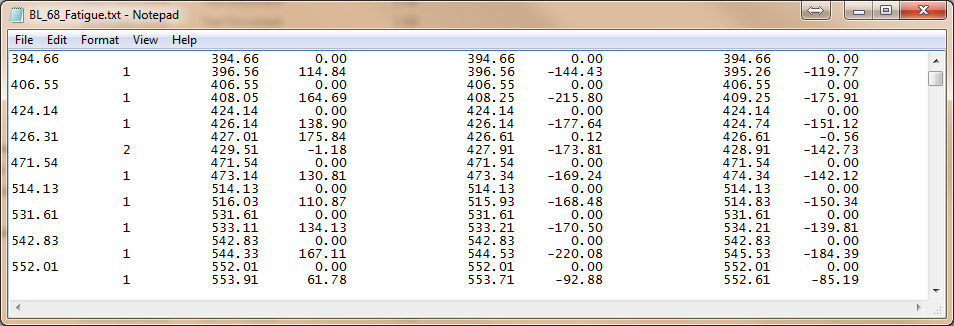 BL_68_Fatigue.txt - Notepad
File Edit Format View Help
394.66 394.66 0.00 394.66 0.00 394.66 0.00
1 396.56 114.84 396.56 -144.43 395.26 -119.77
406.55 406.55 0.00 406.55 0.00 406.55 0.00
1 408.05 164.69 408.25 -215.80 409.25 -175.91
424.14 424.14 0.00 424.14 0.00 424.14 0.00
1 426.14 138.90 426.14 -177.64 424.74 -151.12
426.31 427.01 175.84 426.61 0.12 426.61 -0.56
2 429.51 -1.18 427.91 -173.81 428.91 -142.73
471.54 471.54 0.00 471.54 0.00 471.54 0.00
1 473.14 130.81 473.34 -169.24 474.34 -142.12
514.13 514.13 0.00 514.13 0.00 514.13 0.00
1 516.03 110.87 515.93 -168.48 514.83 -150.34
531.61 531.61 0.00 531.61 0.00 531.61 0.00
1 533.11 134.13 533.21 -170.50 534.21 -139.81
542.83 542.83 0.00 542.83 0.00 542.83 0.00
1 544.33 167.11 544.53 -220.08 545.53 -184.39
552.01 552.01 0.00 552.01 0.00 552.01 0.00
1 553.91 61.78 553.71 -92.88 552.61 -85.19